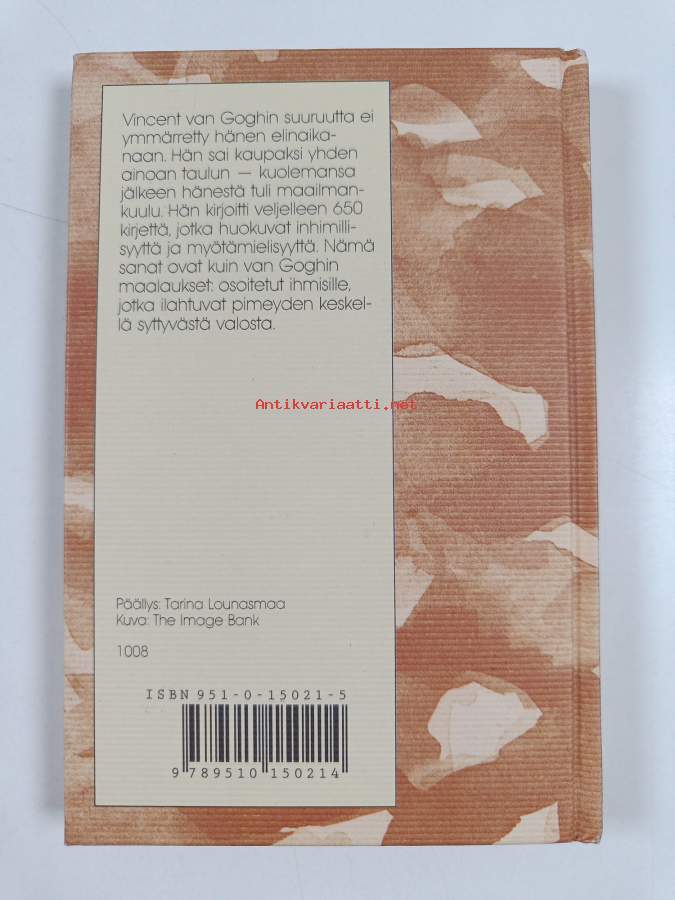 Vincent van Goghin suuruutta ei
ymmärretty hänen elinaika-
naan. Hän sai kaupaksi yhden
ainoan taulun — kuolemansa
jälkeen hänestä tuli maailman-
kuulu. Hän kirjoitti veljelleen 650
kirjettä, jotka huokuvat inhimilli-
syyttä ja myötämielisyyttä. Nämä
sanat ovat kuin van Goghin
maalaukset: osoitetut ihmisille,
jotka ilahtuvat pimeyden keskel-
lä syttyvästä valosta.
Antikvariaatti.net
Päällys: Tarina Lounasmaa
Kuva: The Image Bank
1008
ISBN 951-0-15021-5
9 789510 150214